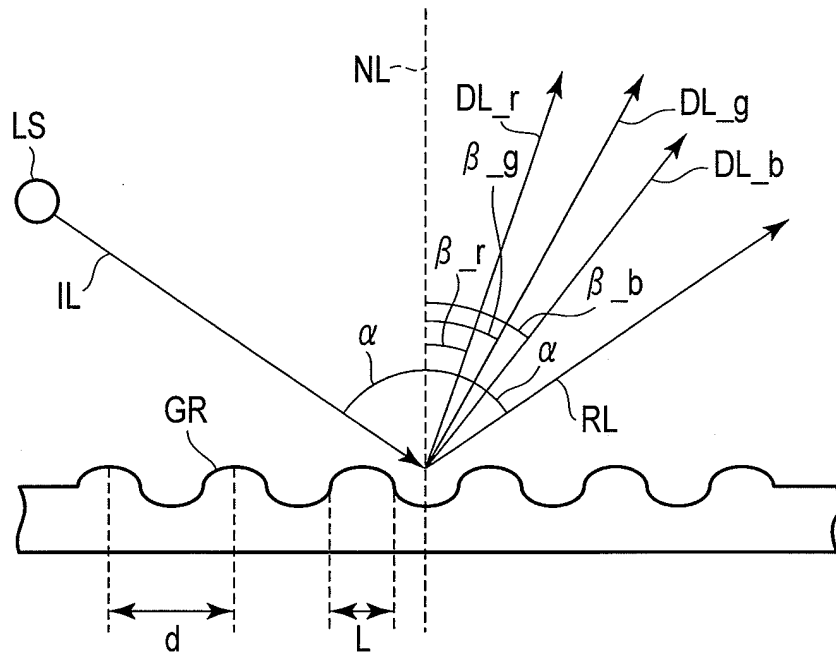 NL
DL_r
DL_g
LS
β_g
DL_b
β_r
IL
β_b
α
α
GR
RL
d
L